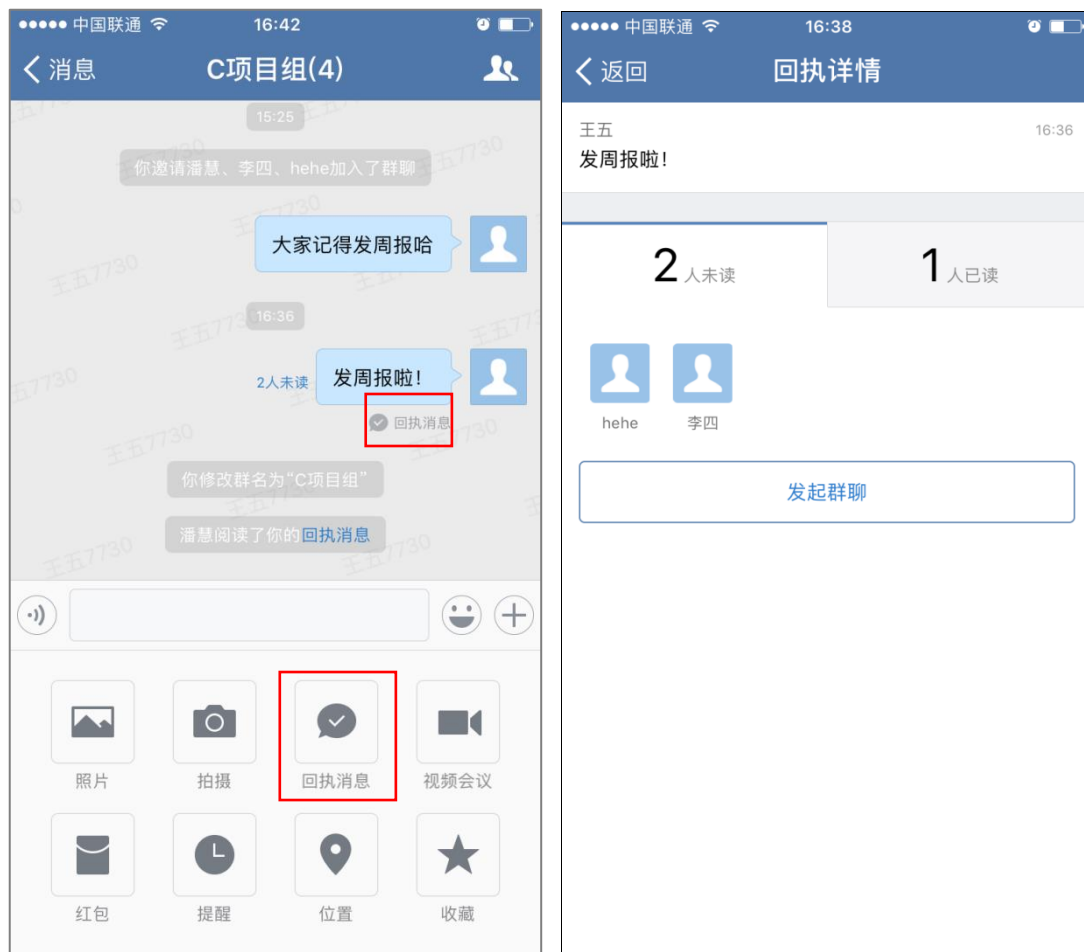 中国联通 16:42
消息 C项目组(4)
15:25
你邀请潘慧、李四、hehe加入了群聊
大家记得发周报哈
16:36
2人未读 发周报啦!
回执消息
你修改群名为“C项目组”
潘慧阅读了你的回执消息
照片 拍摄 回执消息 视频会议
红包 提醒 位置 收藏
王五7730
中国联通 16:38
返回 回执详情
王五 16:36
发周报啦!
2人未读 1人已读
hehe 李四
发起群聊